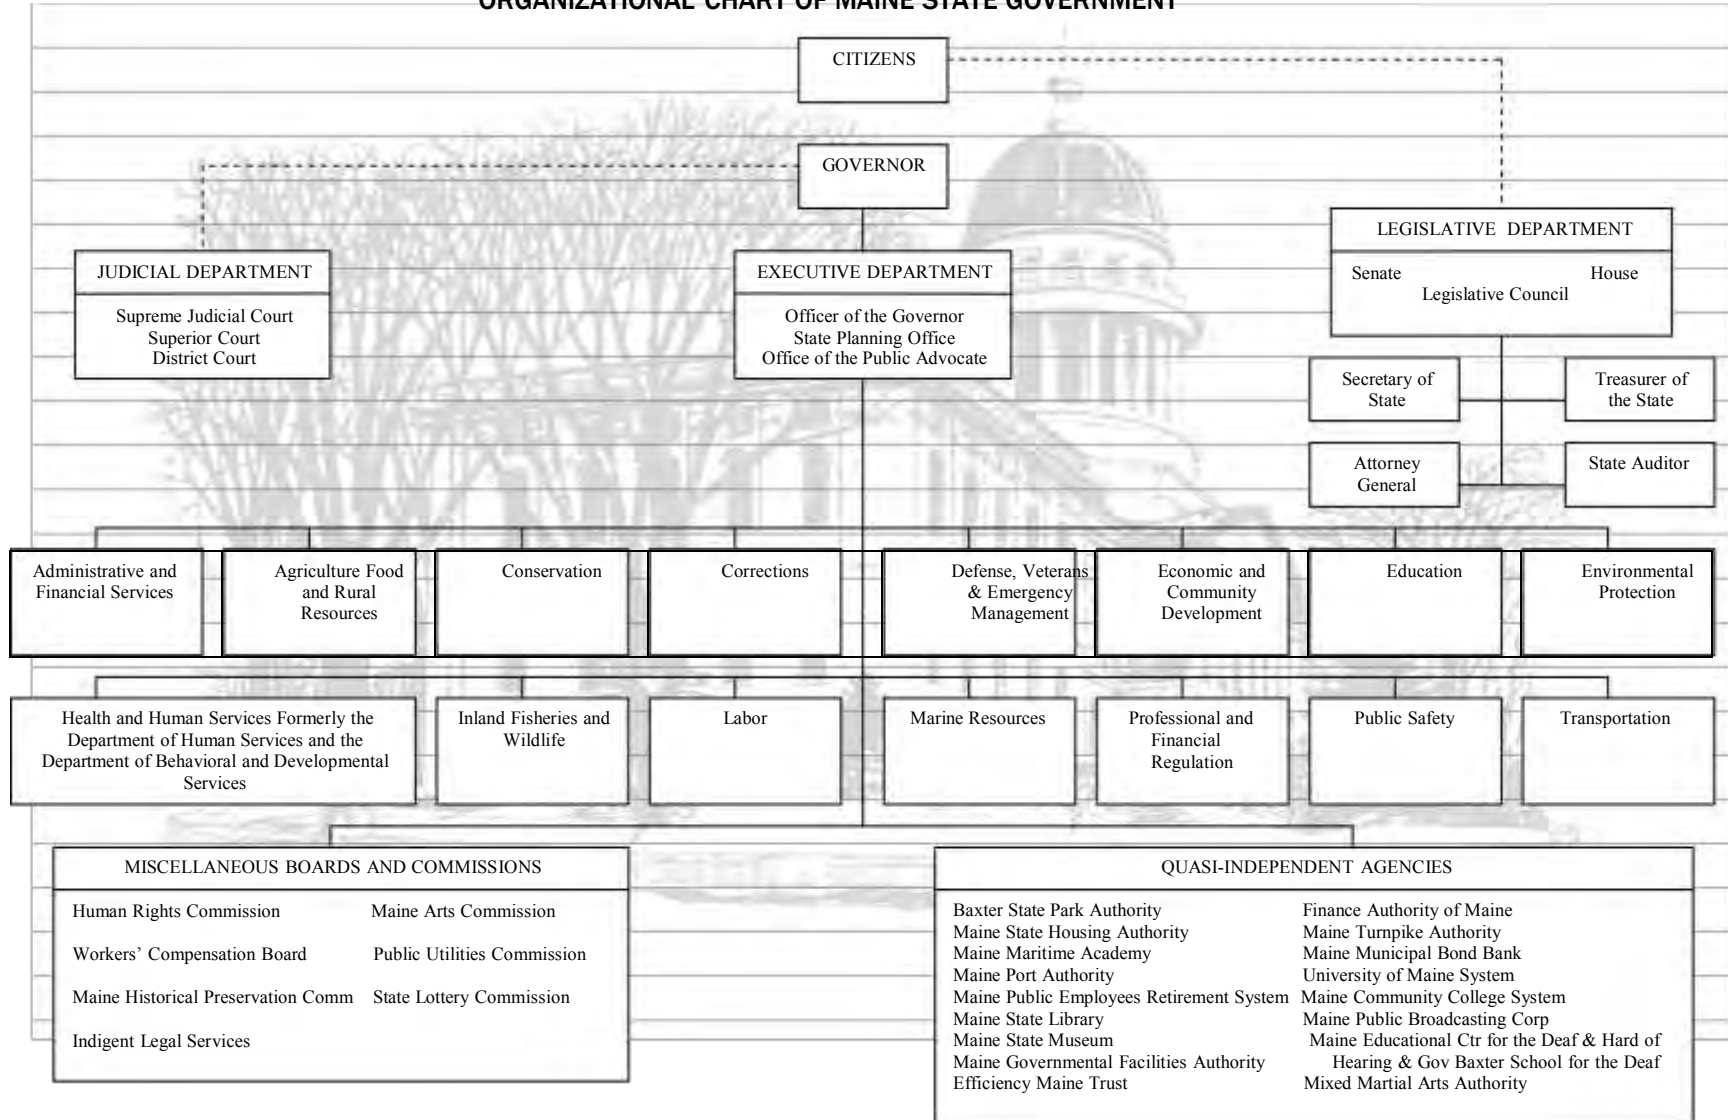 ORGANIZATIONAL CHART OF MAINE STATE GOVERNMENT
CITIZENS
GOVERNOR
LEGISLATIVE DEPARTMENT
Senate House
Legislative Council
JUDICIAL DEPARTMENT
Supreme Judicial Court
Superior Court
District Court
EXECUTIVE DEPARTMENT
Officer of the Governor
State Planning Office
Office of the Public Advocate
Secretary of
State
Treasurer of
the State
Attorney
General
State Auditor
Administrative and
Financial Services
Agriculture Food
and Rural
Resources
Conservation
Corrections
Defense, Veterans
& Emergency
Management
Economic and
Community
Development
Education
Environmental
Protection
Health and Human Services Formerly the
Department of Human Services and the
Department of Behavioral and Developmental
Services
Inland Fisheries and
Wildlife
Labor
Marine Resources
Professional and
Financial
Regulation
Public Safety
Transportation
MISCELLANEOUS BOARDS AND COMMISSIONS
Human Rights Commission Maine Arts Commission
Workers’ Compensation Board Public Utilities Commission
Maine Historical Preservation Comm State Lottery Commission
Indigent Legal Services
QUASI-INDEPENDENT AGENCIES
Baxter State Park Authority Finance Authority of Maine
Maine State Housing Authority Maine Turnpike Authority
Maine Maritime Academy Maine Municipal Bond Bank
Maine Port Authority University of Maine System
Maine Public Employees Retirement System Maine Community College System
Maine State Library Maine Public Broadcasting Corp
Maine State Museum Maine Educational Ctr for the Deaf & Hard of
Maine Governmental Facilities Authority Hearing & Gov Baxter School for the Deaf
Efficiency Maine Trust Mixed Martial Arts Authority